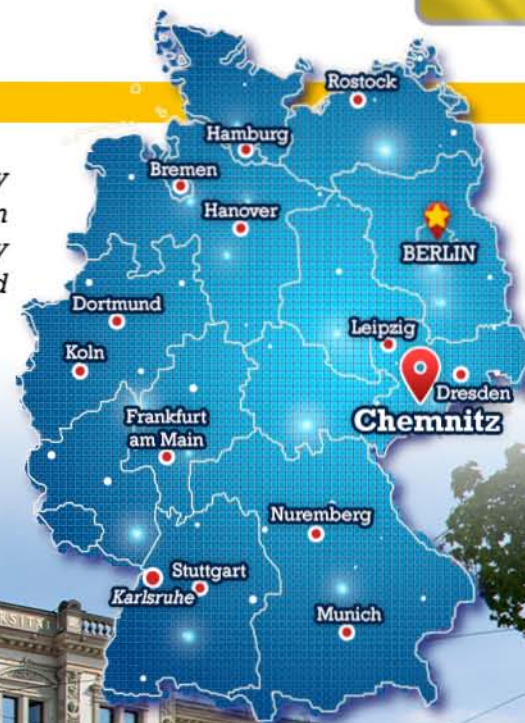 Rostock
Hamburg
Bremen
Hanover
BERLIN
Dortmund
Leipzig
Koln
Dresden
Chemnitz
Frankfurt
am Main
Nuremberg
Stuttgart
Karlsruhe
Munich